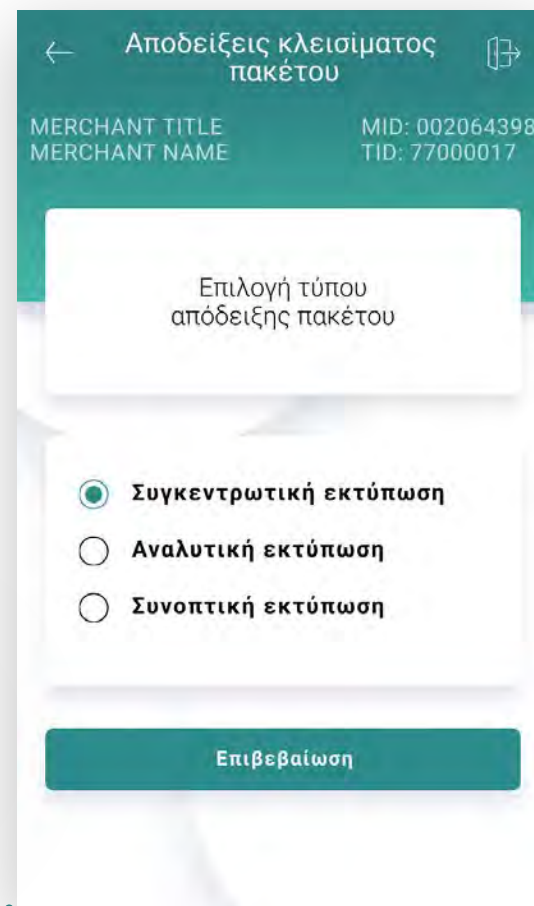 Αποδείξεις κλεισίματος
πακέτου
MERCHANT TITLE
MERCHANT NAME
MID: 002064398
TID: 77000017
Επιλογή τύπου
απόδειξης πακέτου
Συγκεντρωτική εκτύπωση
Αναλυτική εκτύπωση
Συνοπτική εκτύπωση
Επιβεβαίωση